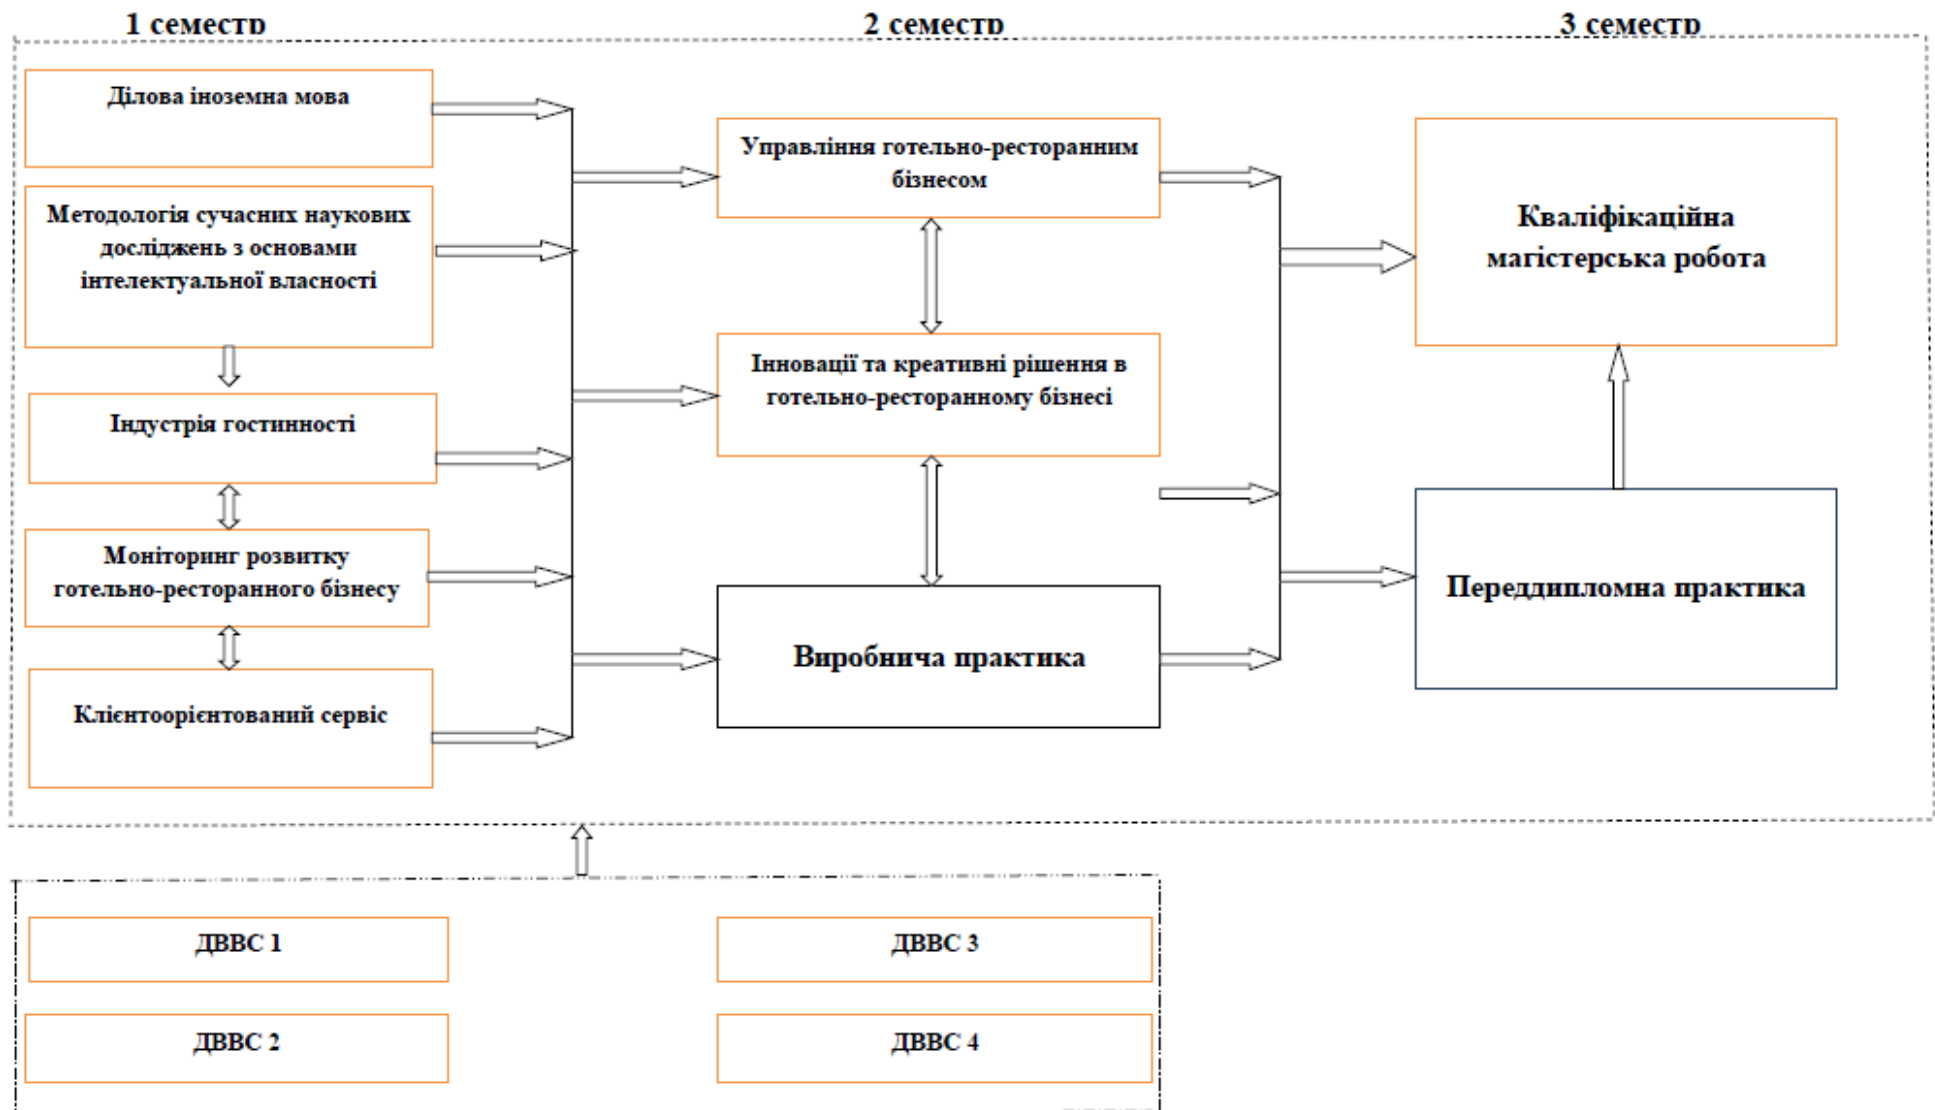 1 семестр
2 семестр
3 семестр
Ділова іноземна мова
Методологія сучасних наукових
досліджень з основами
інтелектуальної власності
Індустрія гостинності
Моніторинг розвитку
готельно-ресторанного бізнесу
Клієнтоорієнтований сервіс
Управління готельно-ресторанним
бізнесом
Інновації та креативні рішення в
готельно-ресторанному бізнесі
Виробнича практика
Кваліфікаційна
магістерська робота
Переддипломна практика
ДВВС 1
ДВВС 3
ДВВС 2
ДВВС 4